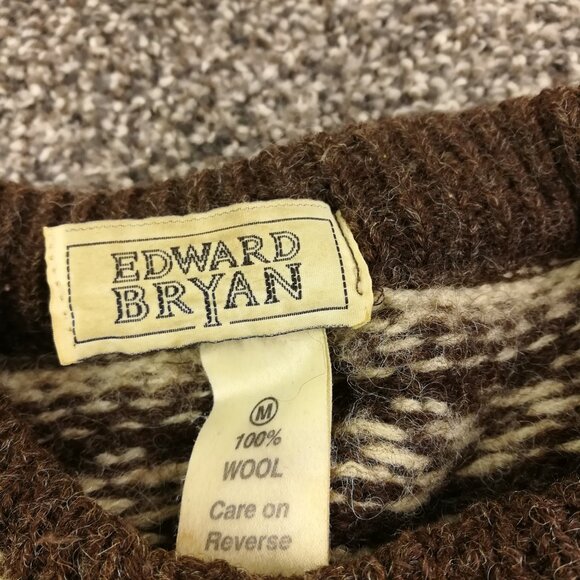 EDWARD
BRYAN
M
100%
WOOL
Care on
Reverse